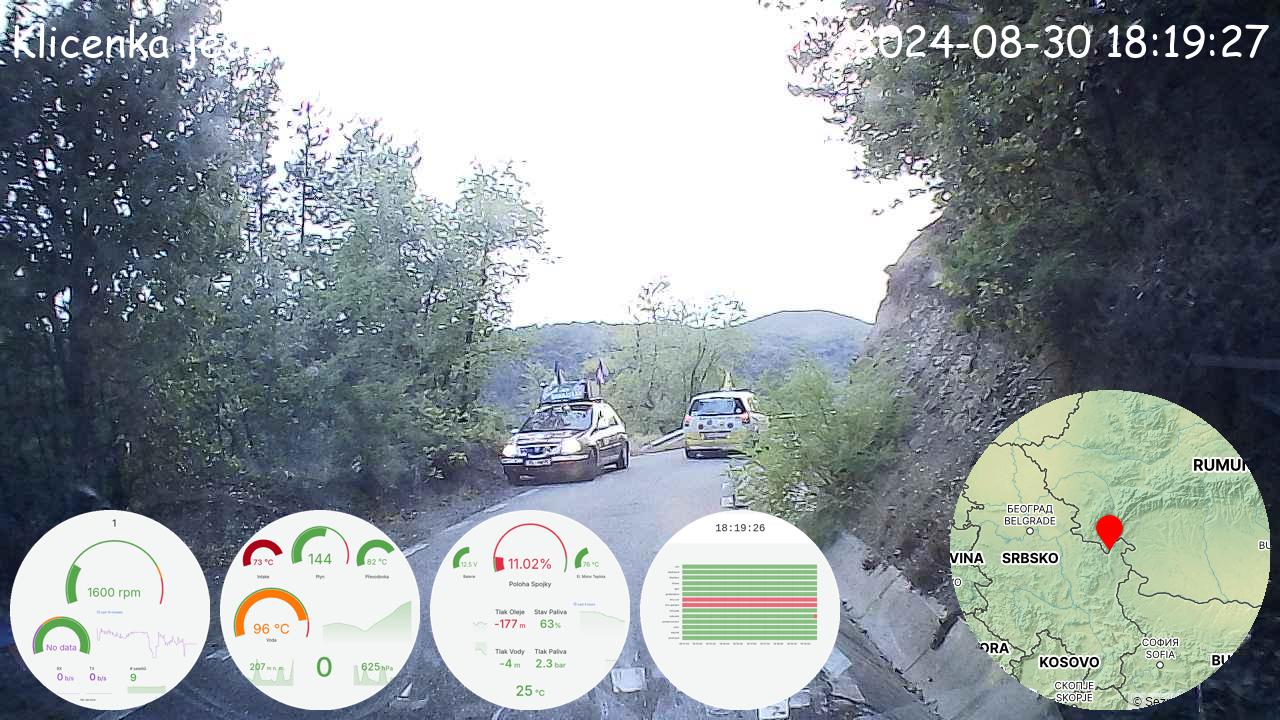 Klicenka je
2024-08-30 18:19:27
1
1600 rpm
No data
RX
TX
# satelitů
0 b/s
0 b/s
9
73 °C
144
82 °C
Intake
Plyn
Převodovka
96 °C
Voda
207 m n. m.
0
625 hPa
12.5 V
11.02%
76 °C
Baterie
El. Motor Teplota
Poloha Spojky
Tlak Oleje
Stav Paliva
-177 m
63%
Tlak Vody
Tlak Paliva
-4 m
2.3 bar
25 °C
18:19:26
RUMUN
БЕОГРАД
BELGRADE
VINA
SRBSKO
ORA
KOSOVO
СОФИЯ
SOFIA
BU
СКОПЈЕ
SKOPJE
© Sez